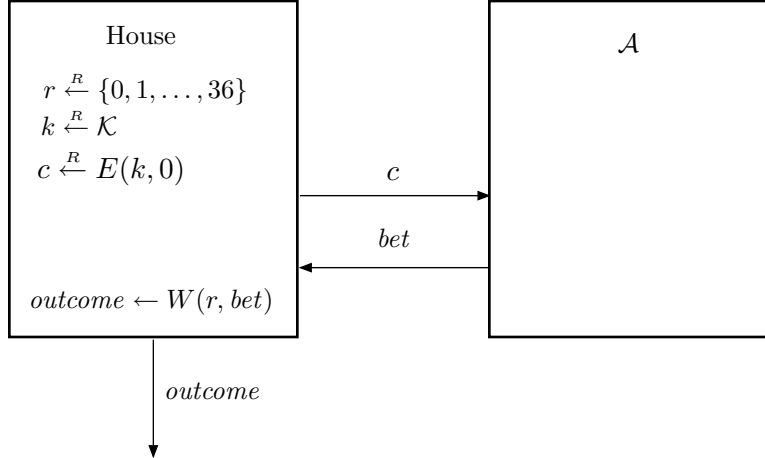 House
𝒜
r ←ᴿ {0, 1, . . . , 36}
k ←ᴿ 𝒦
c ←ᴿ E(k, 0)
c
bet
outcome ← W(r, bet)
outcome